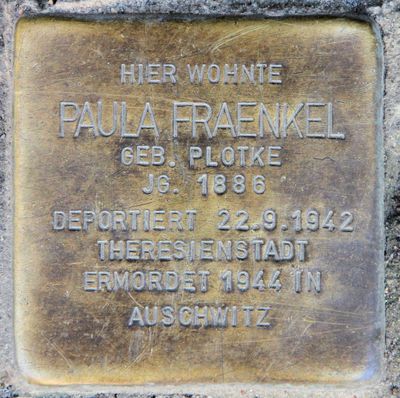 HIER WOHNTE
PAULA FRAENKEL
GEB. PLOTKE
JG. 1886
DEPORTIERT 22.9.1942
THERESIENSTADT
ERMORDET 1944 IN
AUSCHWITZ